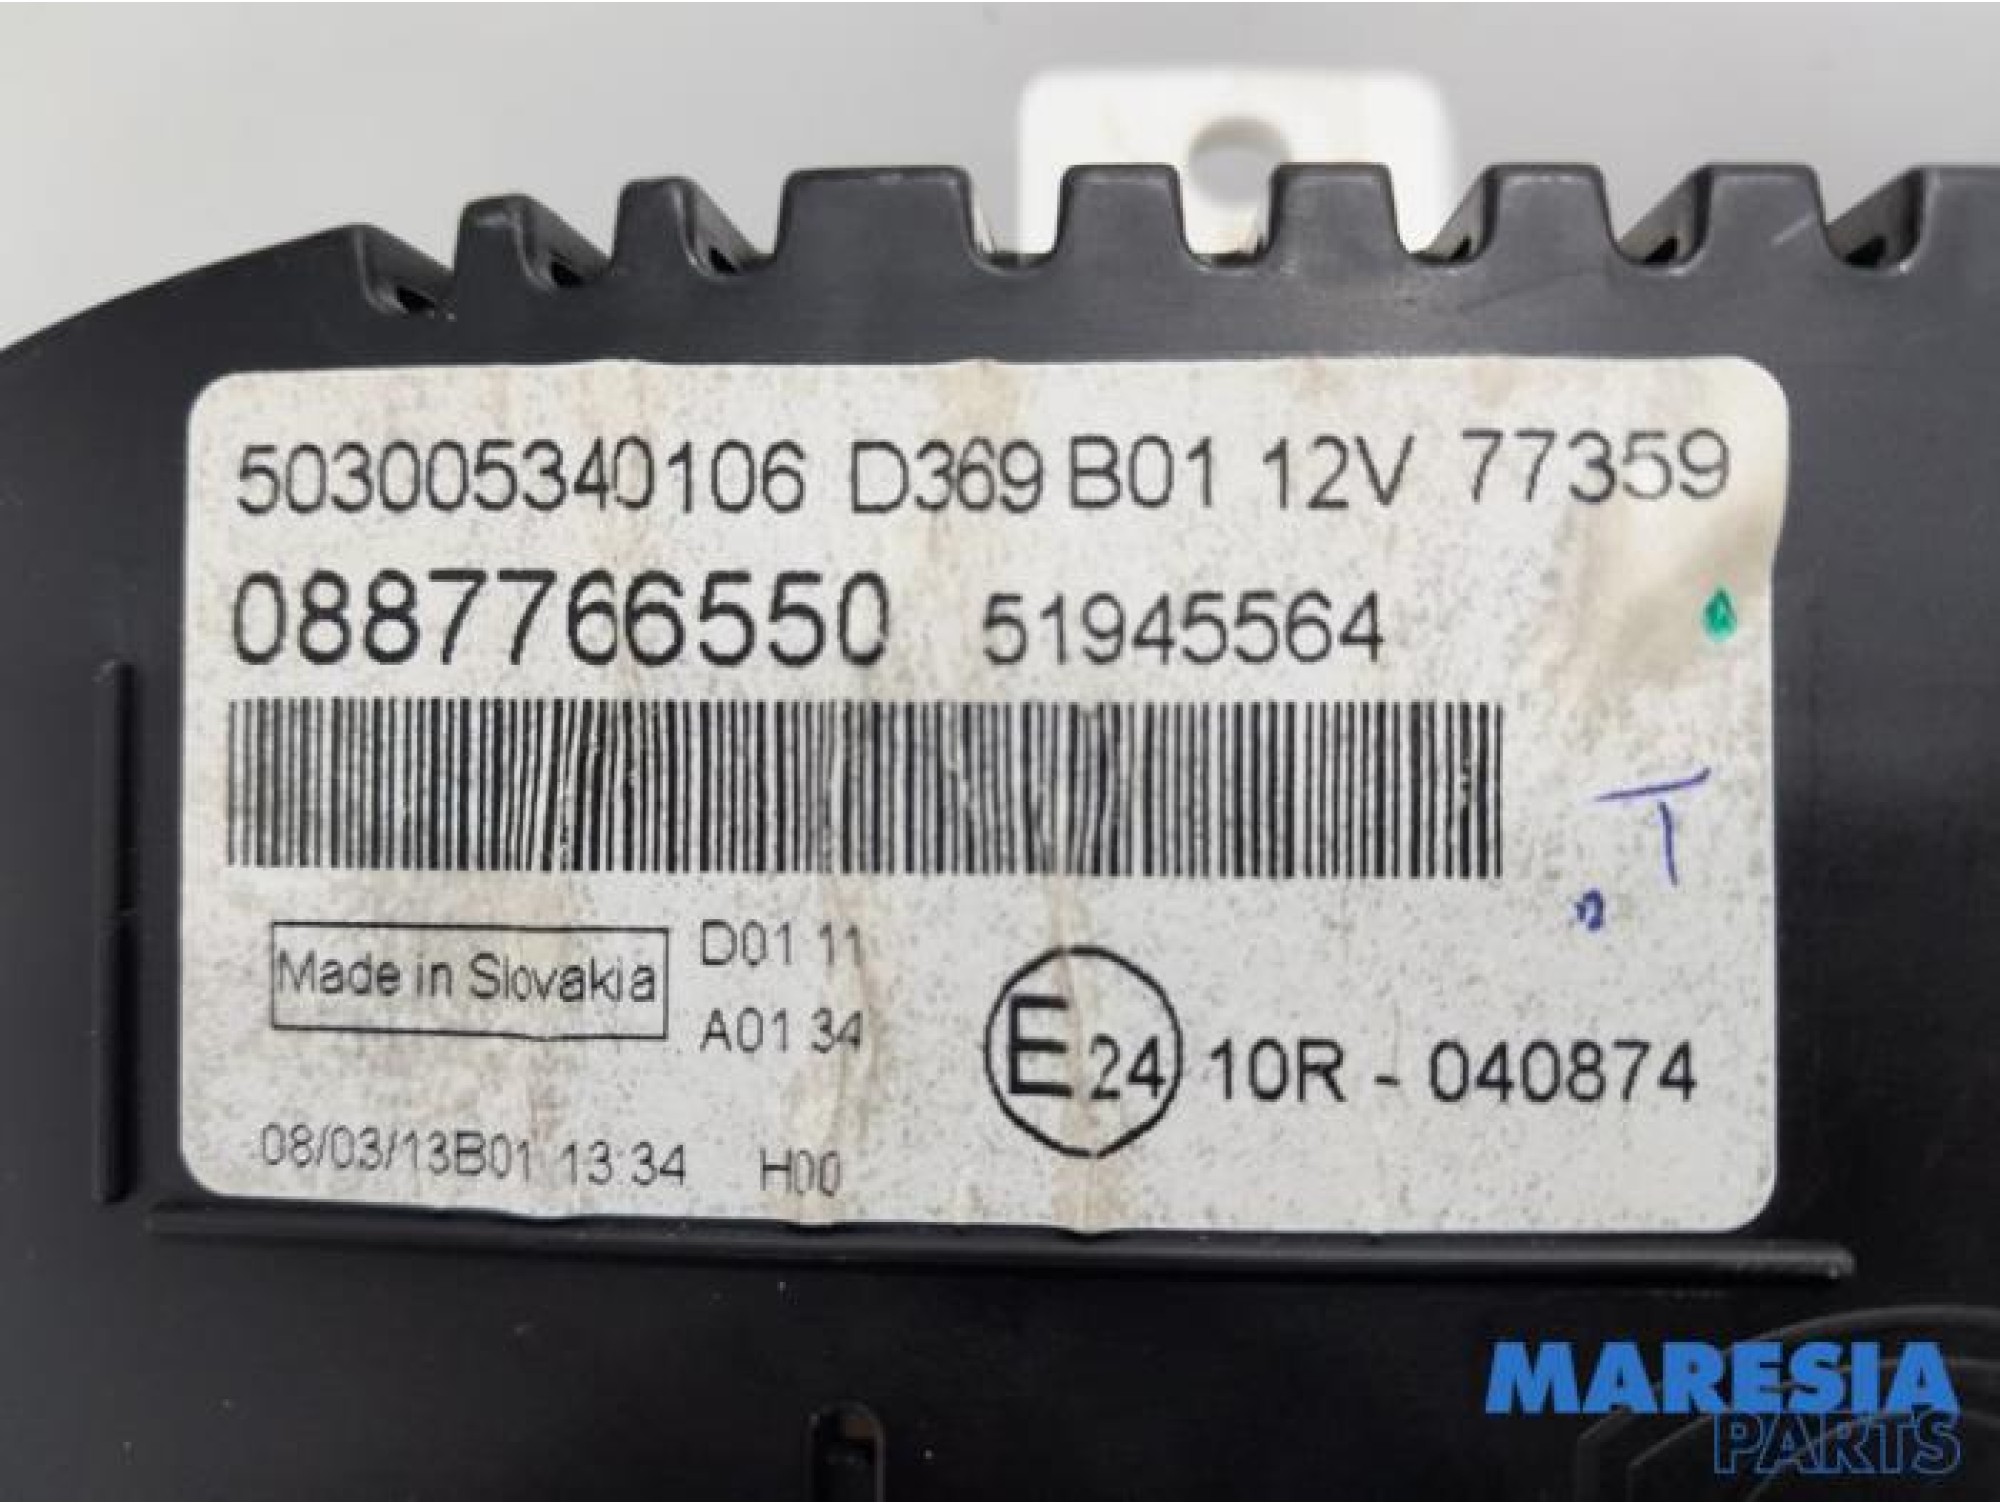 503005340106 D369 B01 12V 77359
0887766550 51945564
T
Made in Slovakia
D01 11
A01 34
E24 10R - 040874
08/03/13B01 13:34 H00
MARESIA
PARTS